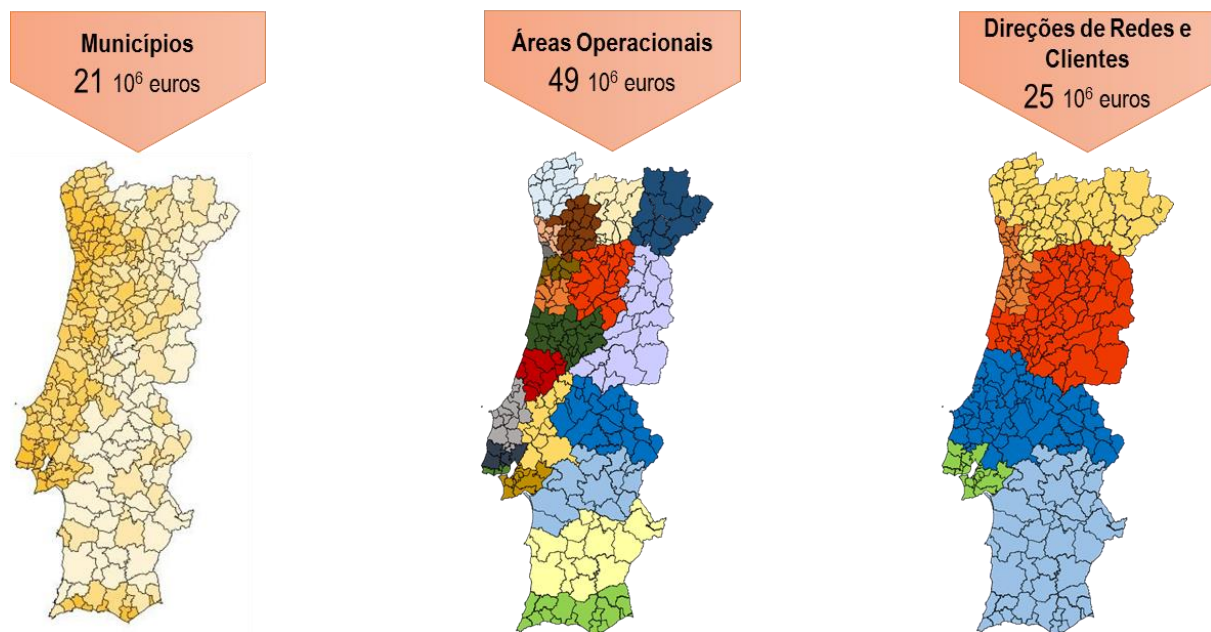 Municípios
21 10⁶ euros
Áreas Operacionais
49 10⁶ euros
Direções de Redes e
Clientes
25 10⁶ euros